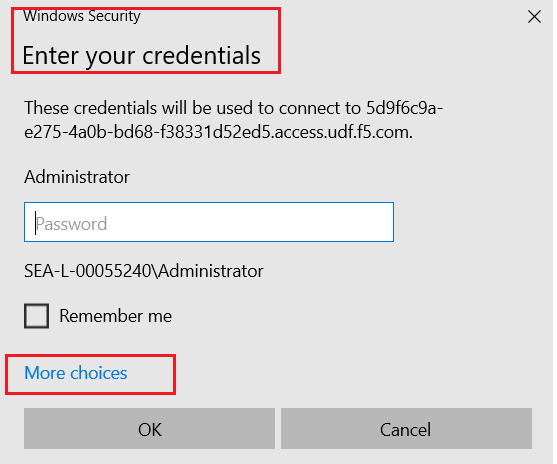 Windows Security
Enter your credentials
These credentials will be used to connect to 5d9f6c9a-
e275-4a0b-bd68-f38331d52ed5.access.udf.f5.com.
Administrator
Password
SEA-L-00055240\Administrator
Remember me
More choices
OK
Cancel